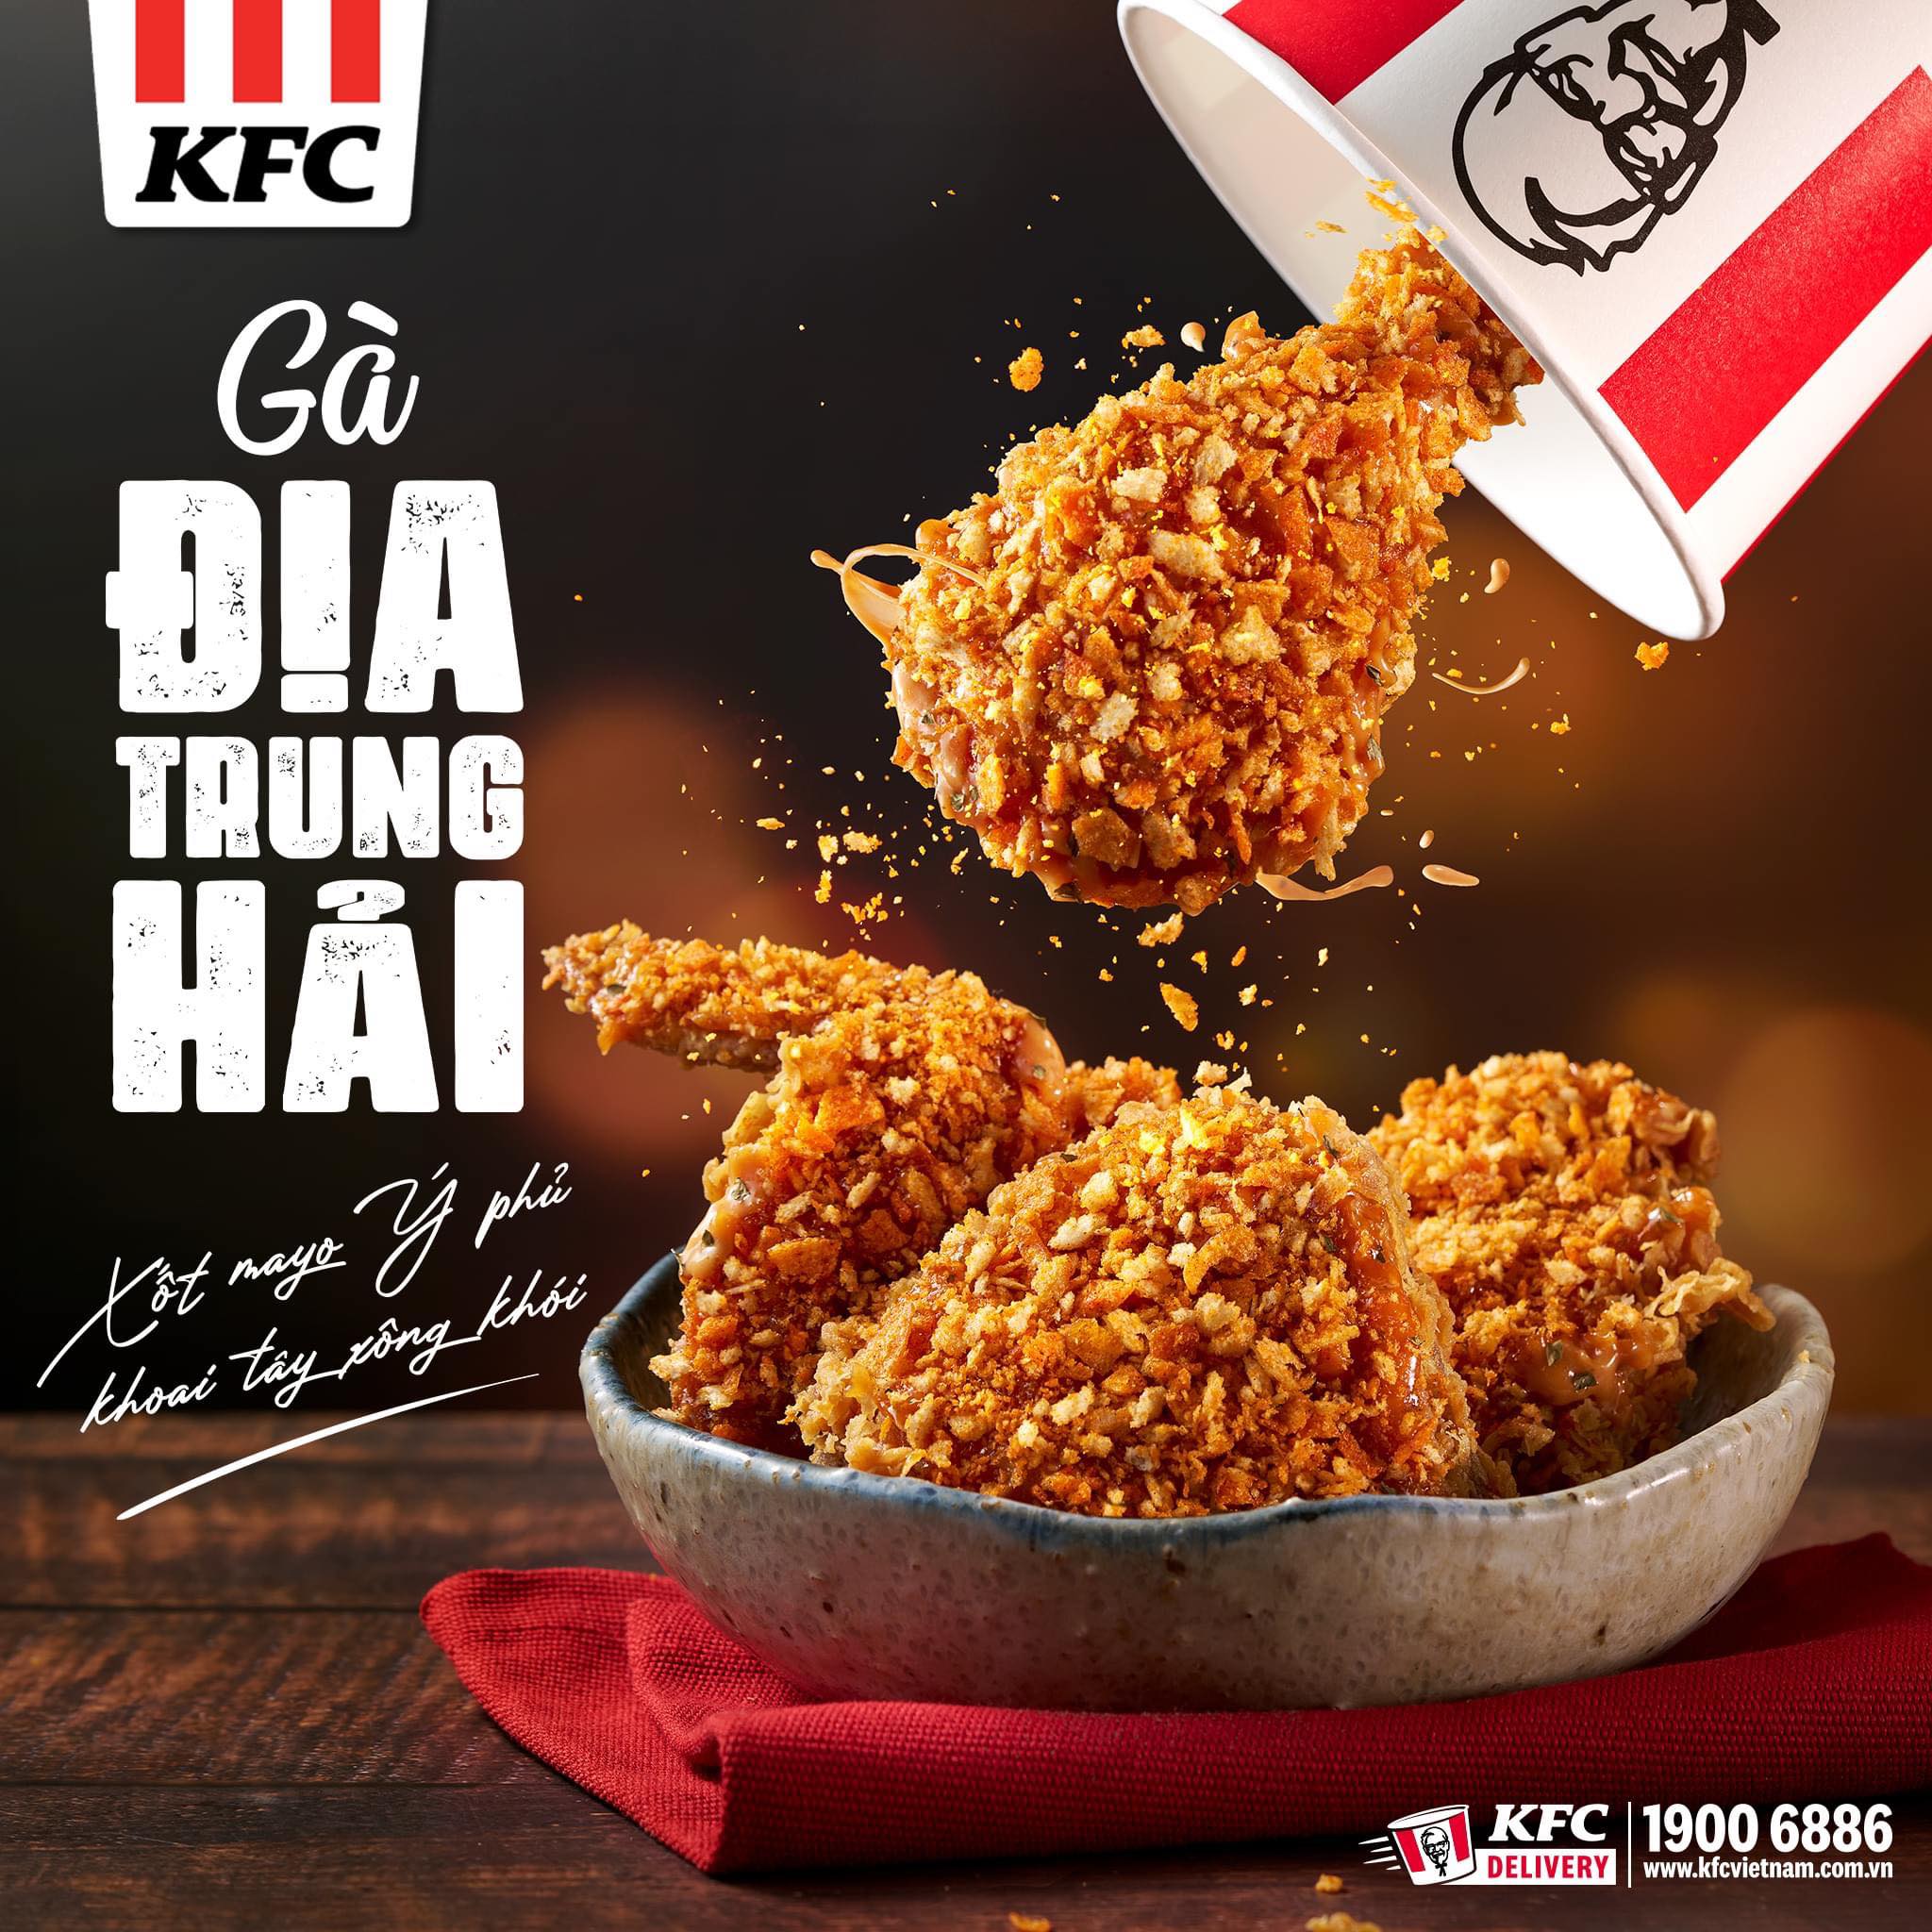 KFC
Gà
ĐỊA
TRUNG
HẢI
Xốt mayo Ý phủ
khoai tây xông khói
KFC
DELIVERY
1900 6886
www.kfcvietnam.com.vn